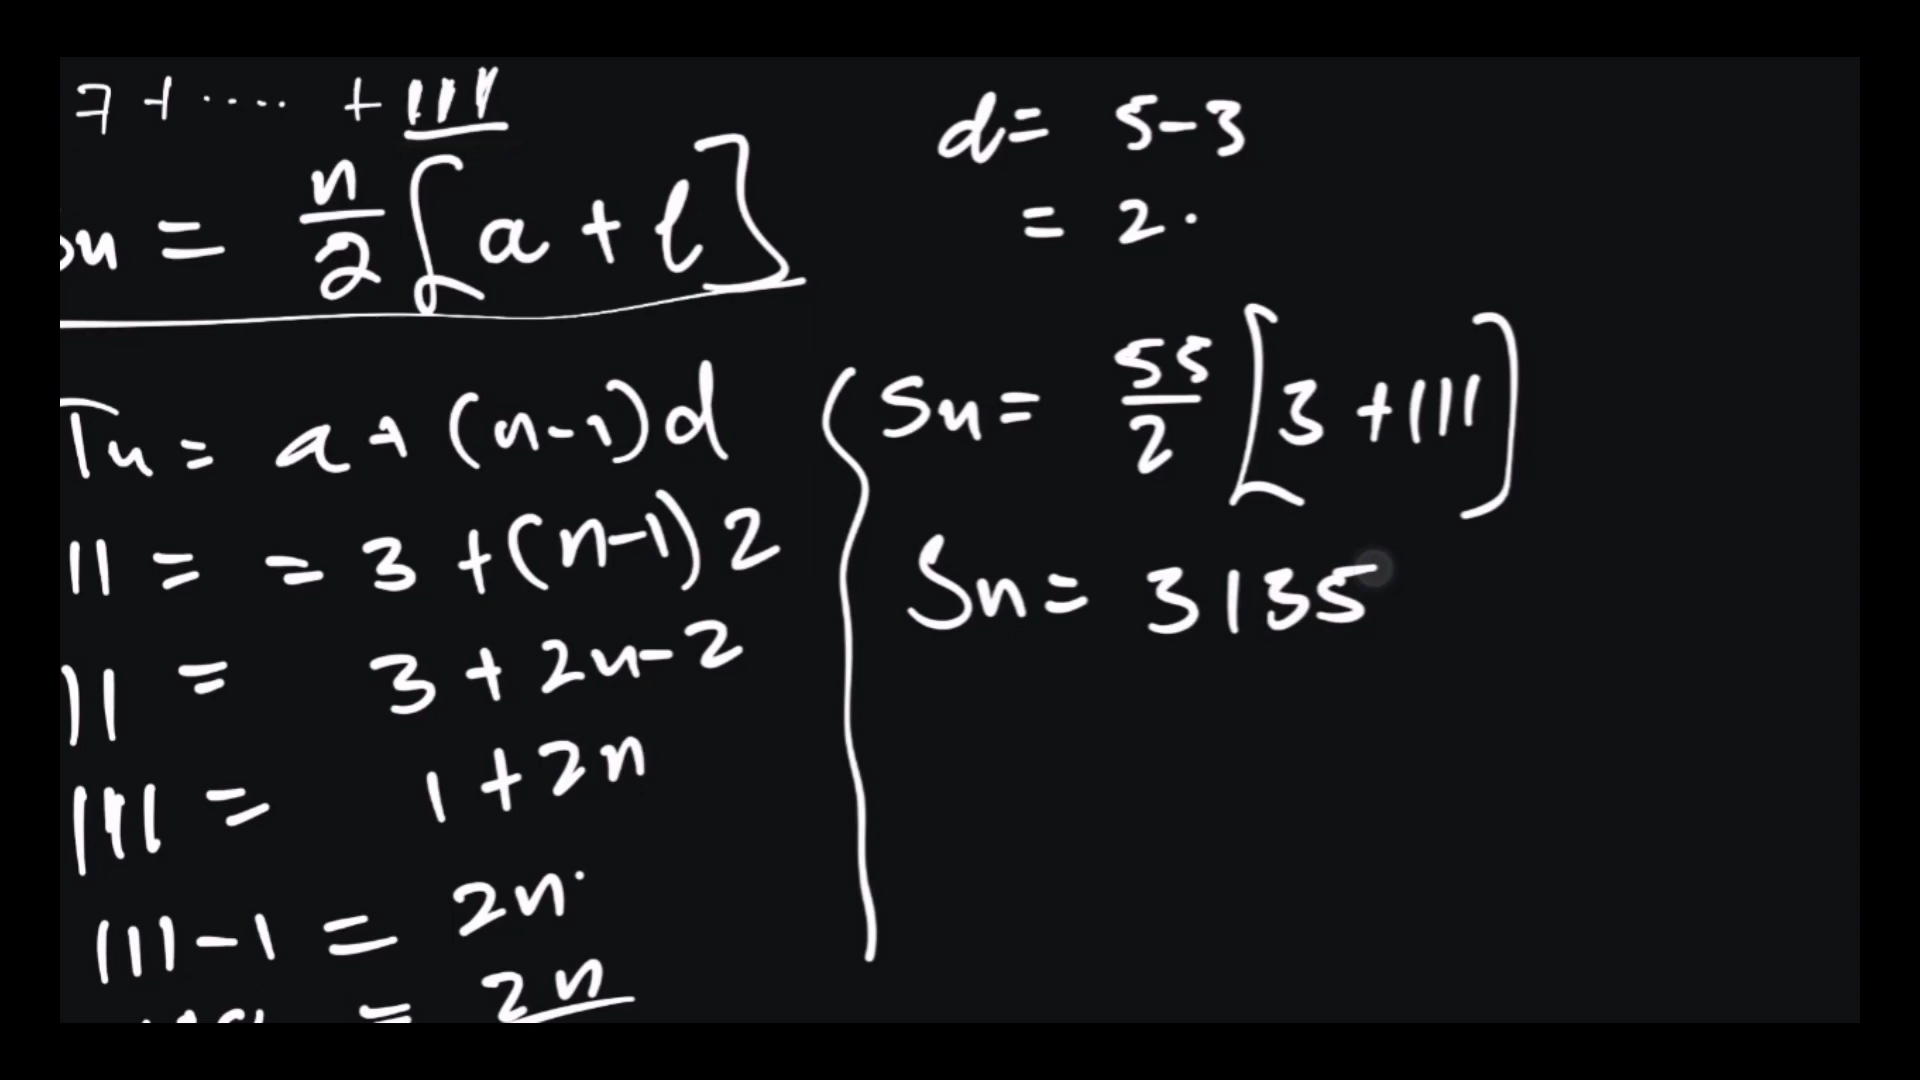 7 + ..... + 111
Sn = n/2 [a + l]
Tn = a + (n-1)d
11 = = 3 + (n-1) 2
11 = 3 + 2n - 2
111 = 1 + 2n
111 - 1 = 2n.
= 2n
d = 5 - 3
= 2.
Sn = 55/2 [3 + 111]
Sn = 3135